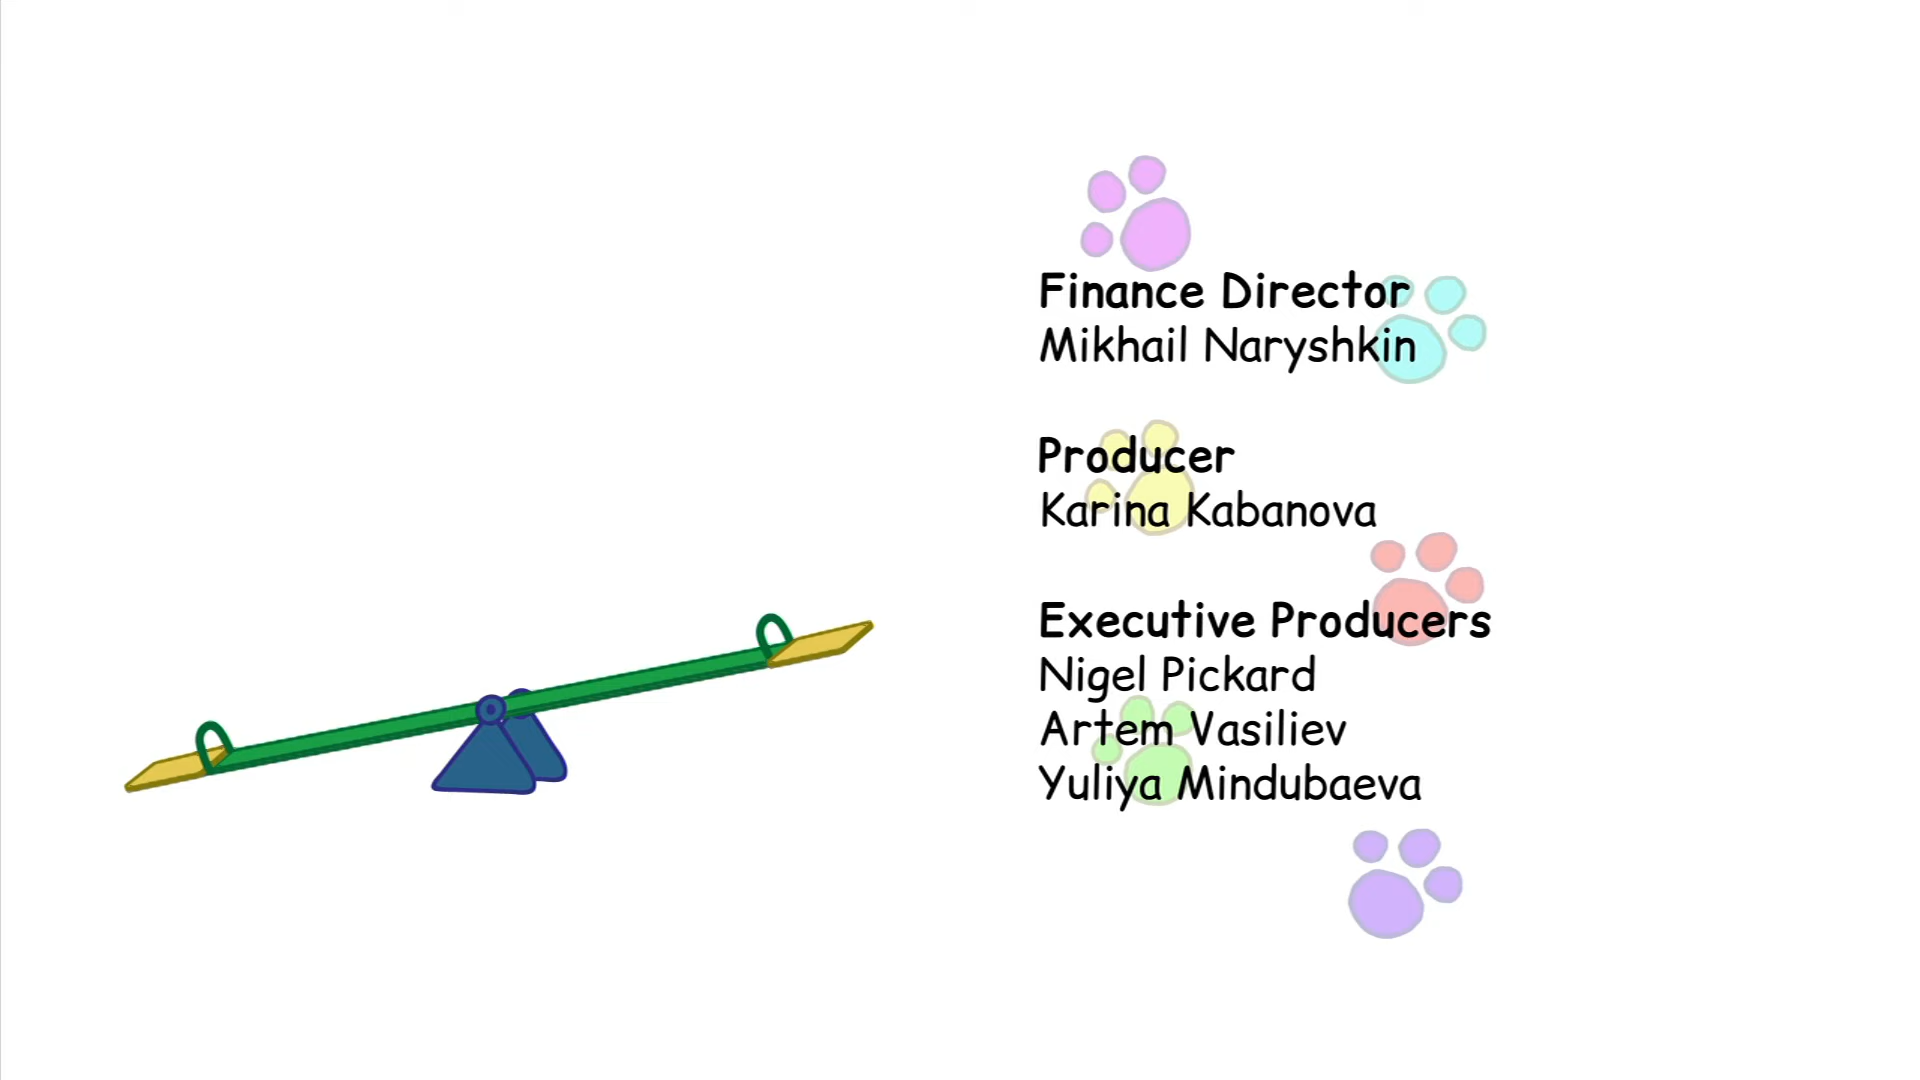 Finance Director
Mikhail Naryshkin
Producer
Karina Kabanova
Executive Producers
Nigel Pickard
Artem Vasiliev
Yuliya Mindubaeva